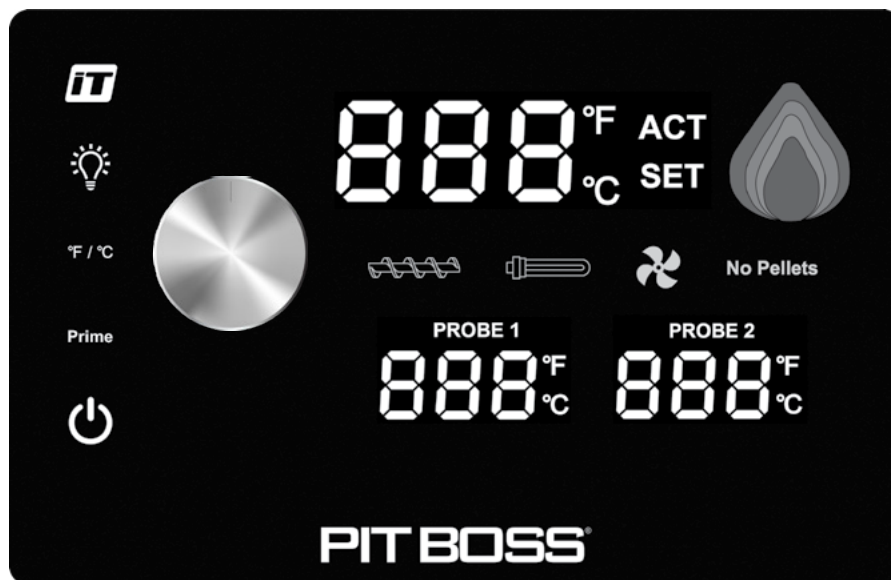 iT
°F / °C
Prime
888 °F °C
ACT
SET
No Pellets
PROBE 1
888 °F °C
PROBE 2
888 °F °C
PIT BOSS®